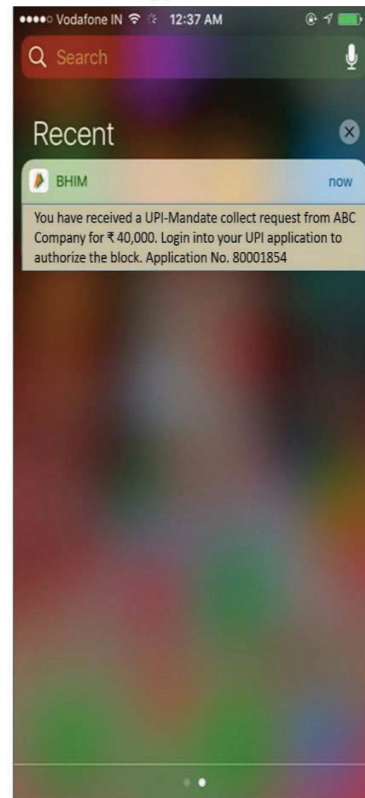 Vodafone IN 12:37 AM
Search
Recent
BHIM now
You have received a UPI-Mandate collect request from ABC
Company for ₹ 40,000. Login into your UPI application to
authorize the block. Application No. 80001854